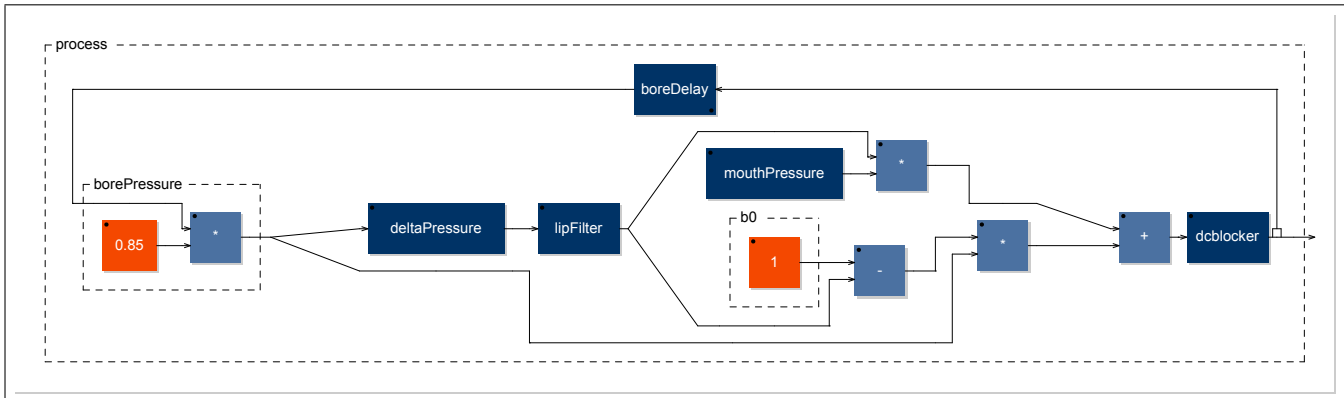 process
boreDelay
mouthPressure
*
borePressure
0.85
*
deltaPressure
lipFilter
b0
1
-
*
+
dcblocker